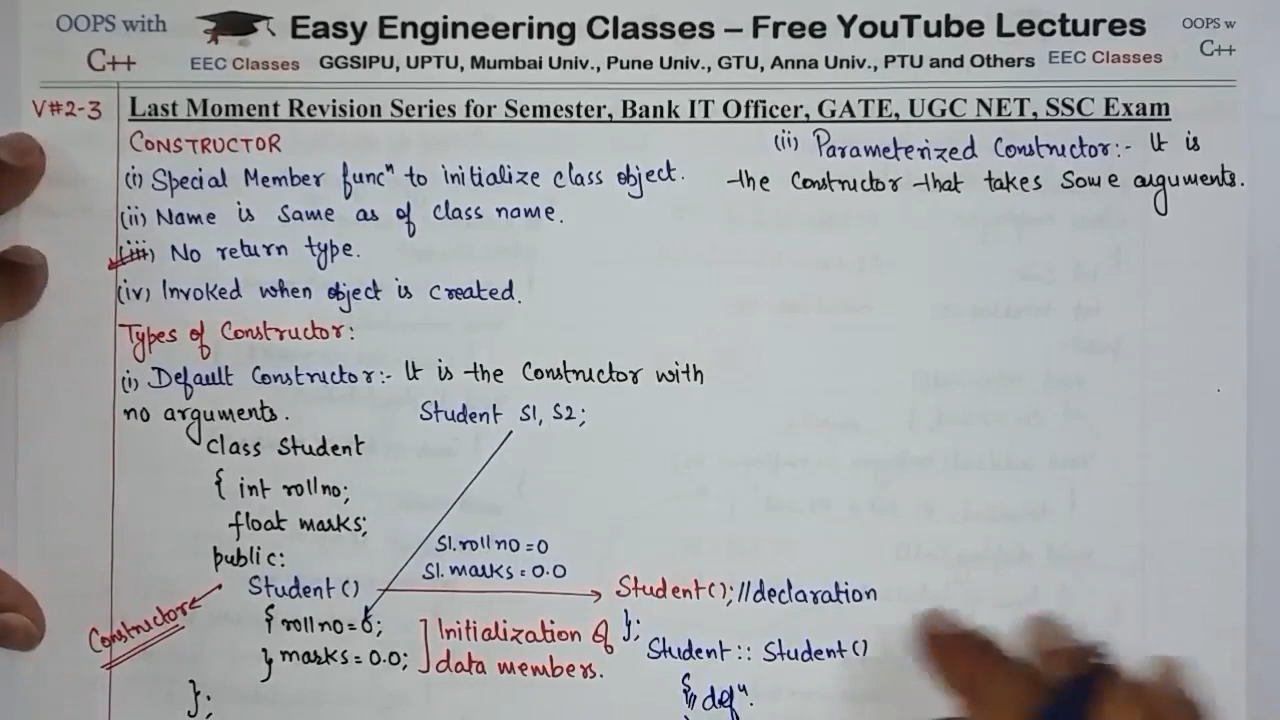 OOPS with
C++
Easy Engineering Classes – Free YouTube Lectures
EEC Classes GGSIPU, UPTU, Mumbai Univ., Pune Univ., GTU, Anna Univ., PTU and Others EEC Classes
OOPS w
C++
V#2-3
Last Moment Revision Series for Semester, Bank IT Officer, GATE, UGC NET, SSC Exam
CONSTRUCTOR
(i) Special Member funcⁿ to initialize class object.
(ii) Name is same as of class name.
(iii) No return type.
(iv) Invoked when object is created.
Types of Constructor:
(i) Default Constructor:- It is the constructor with
no arguments.
Student S1, S2;
class Student
{ int rollno;
float marks;
public:
Student()
{ rollno=0;
} marks=0.0;
};
Constructor
S1.rollno=0
S1.marks=0.0
] Initialization of
data members.
Student();//declaration
};
Student::Student()
{// defⁿ.
(ii) Parameterized Constructor:- It is
the constructor that takes some arguments.